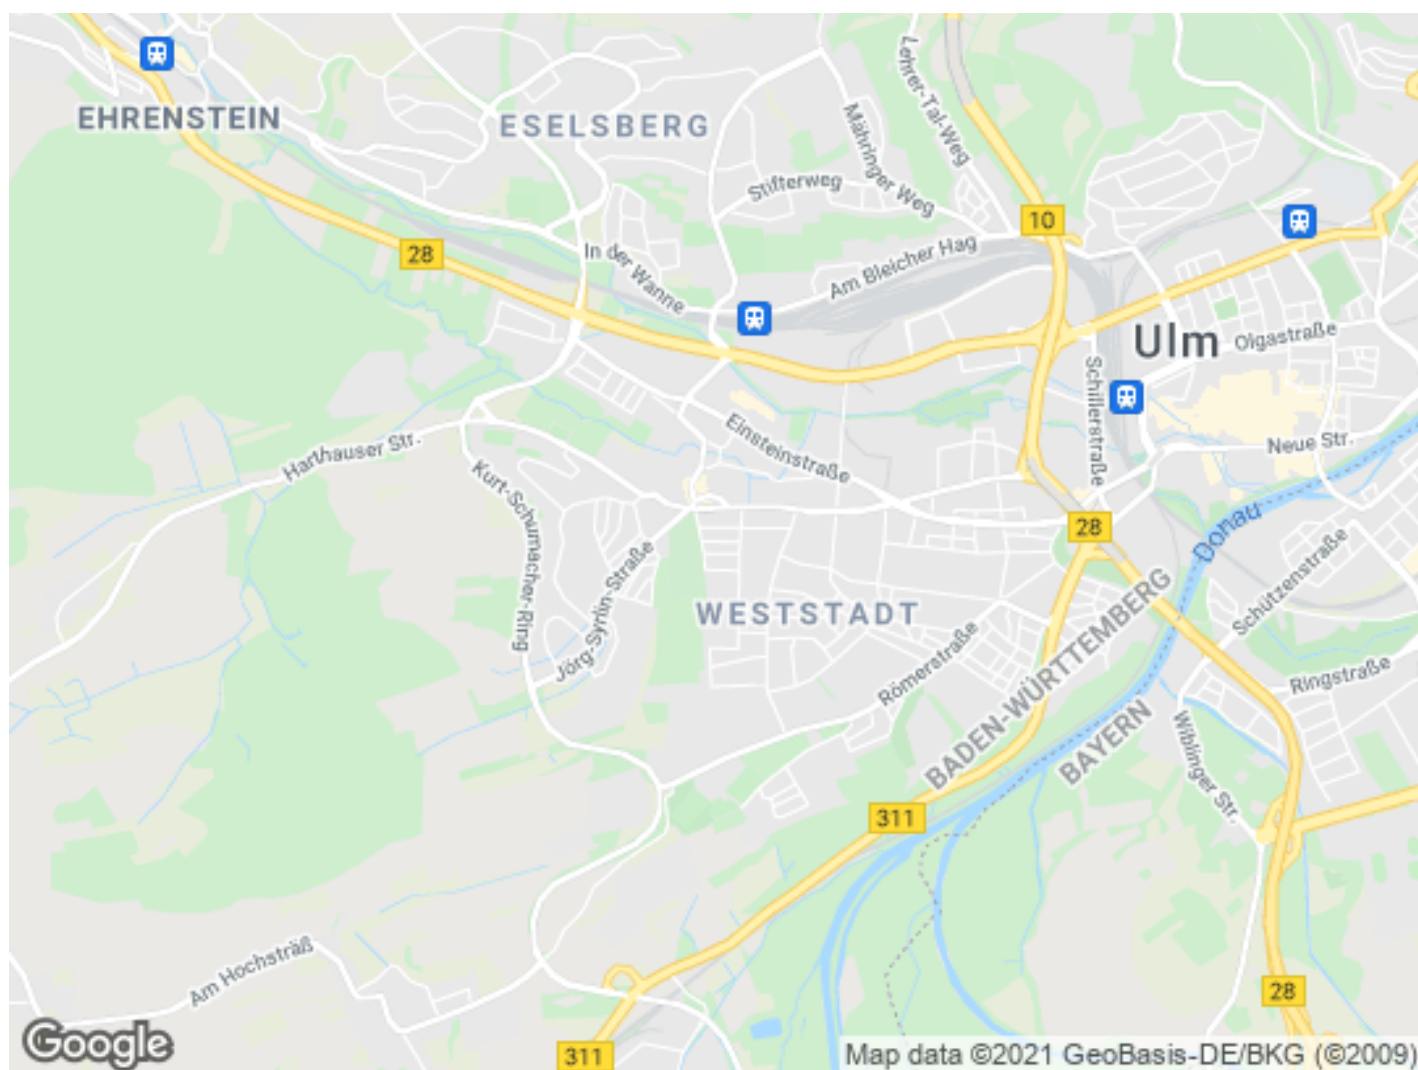 EHRENSTEIN
ESELSBERG
Lehrer-Tal-Weg
Mähringer Weg
Stifterweg
10
28
In der Wanne
Am Bleicher Hag
Ulm
Olgastraße
Schillerstraße
Harthauser Str.
Einsteinstraße
Neue Str.
Kurt-Schumacher-Ring
28
Donau
Jörg-Syrlin-Straße
WESTSTADT
Schützenstraße
Römerstraße
BADEN-WÜRTTEMBERG
BAYERN
Ringstraße
Wiblinger Str.
311
Am Hochsträß
28
311
Google
Map data ©2021 GeoBasis-DE/BKG (©2009)